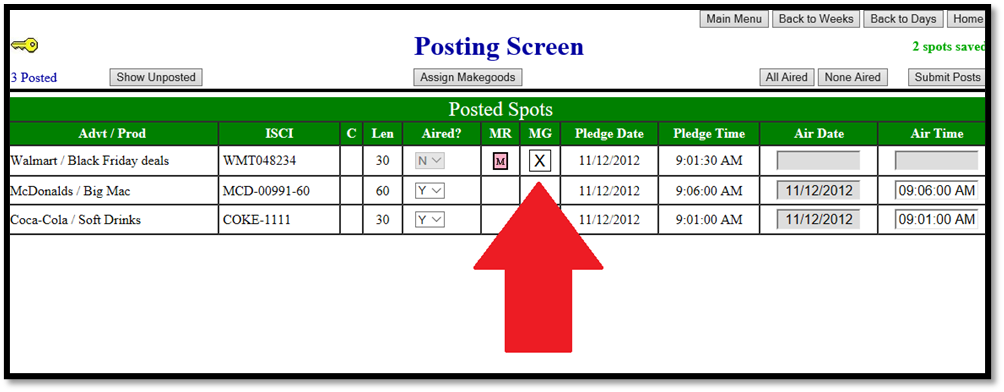 Main Menu Back to Weeks Back to Days Home
Posting Screen
2 spots saved
3 Posted Show Unposted Assign Makegoods All Aired None Aired Submit Posts
Posted Spots
Advt / Prod ISCI C Len Aired? MR MG Pledge Date Pledge Time Air Date Air Time
Walmart / Black Friday deals WMT048234 30 N M X 11/12/2012 9:01:30 AM
McDonalds / Big Mac MCD-00991-60 60 Y 11/12/2012 9:06:00 AM 11/12/2012 09:06:00 AM
Coca-Cola / Soft Drinks COKE-1111 30 Y 11/12/2012 9:01:00 AM 11/12/2012 09:01:00 AM